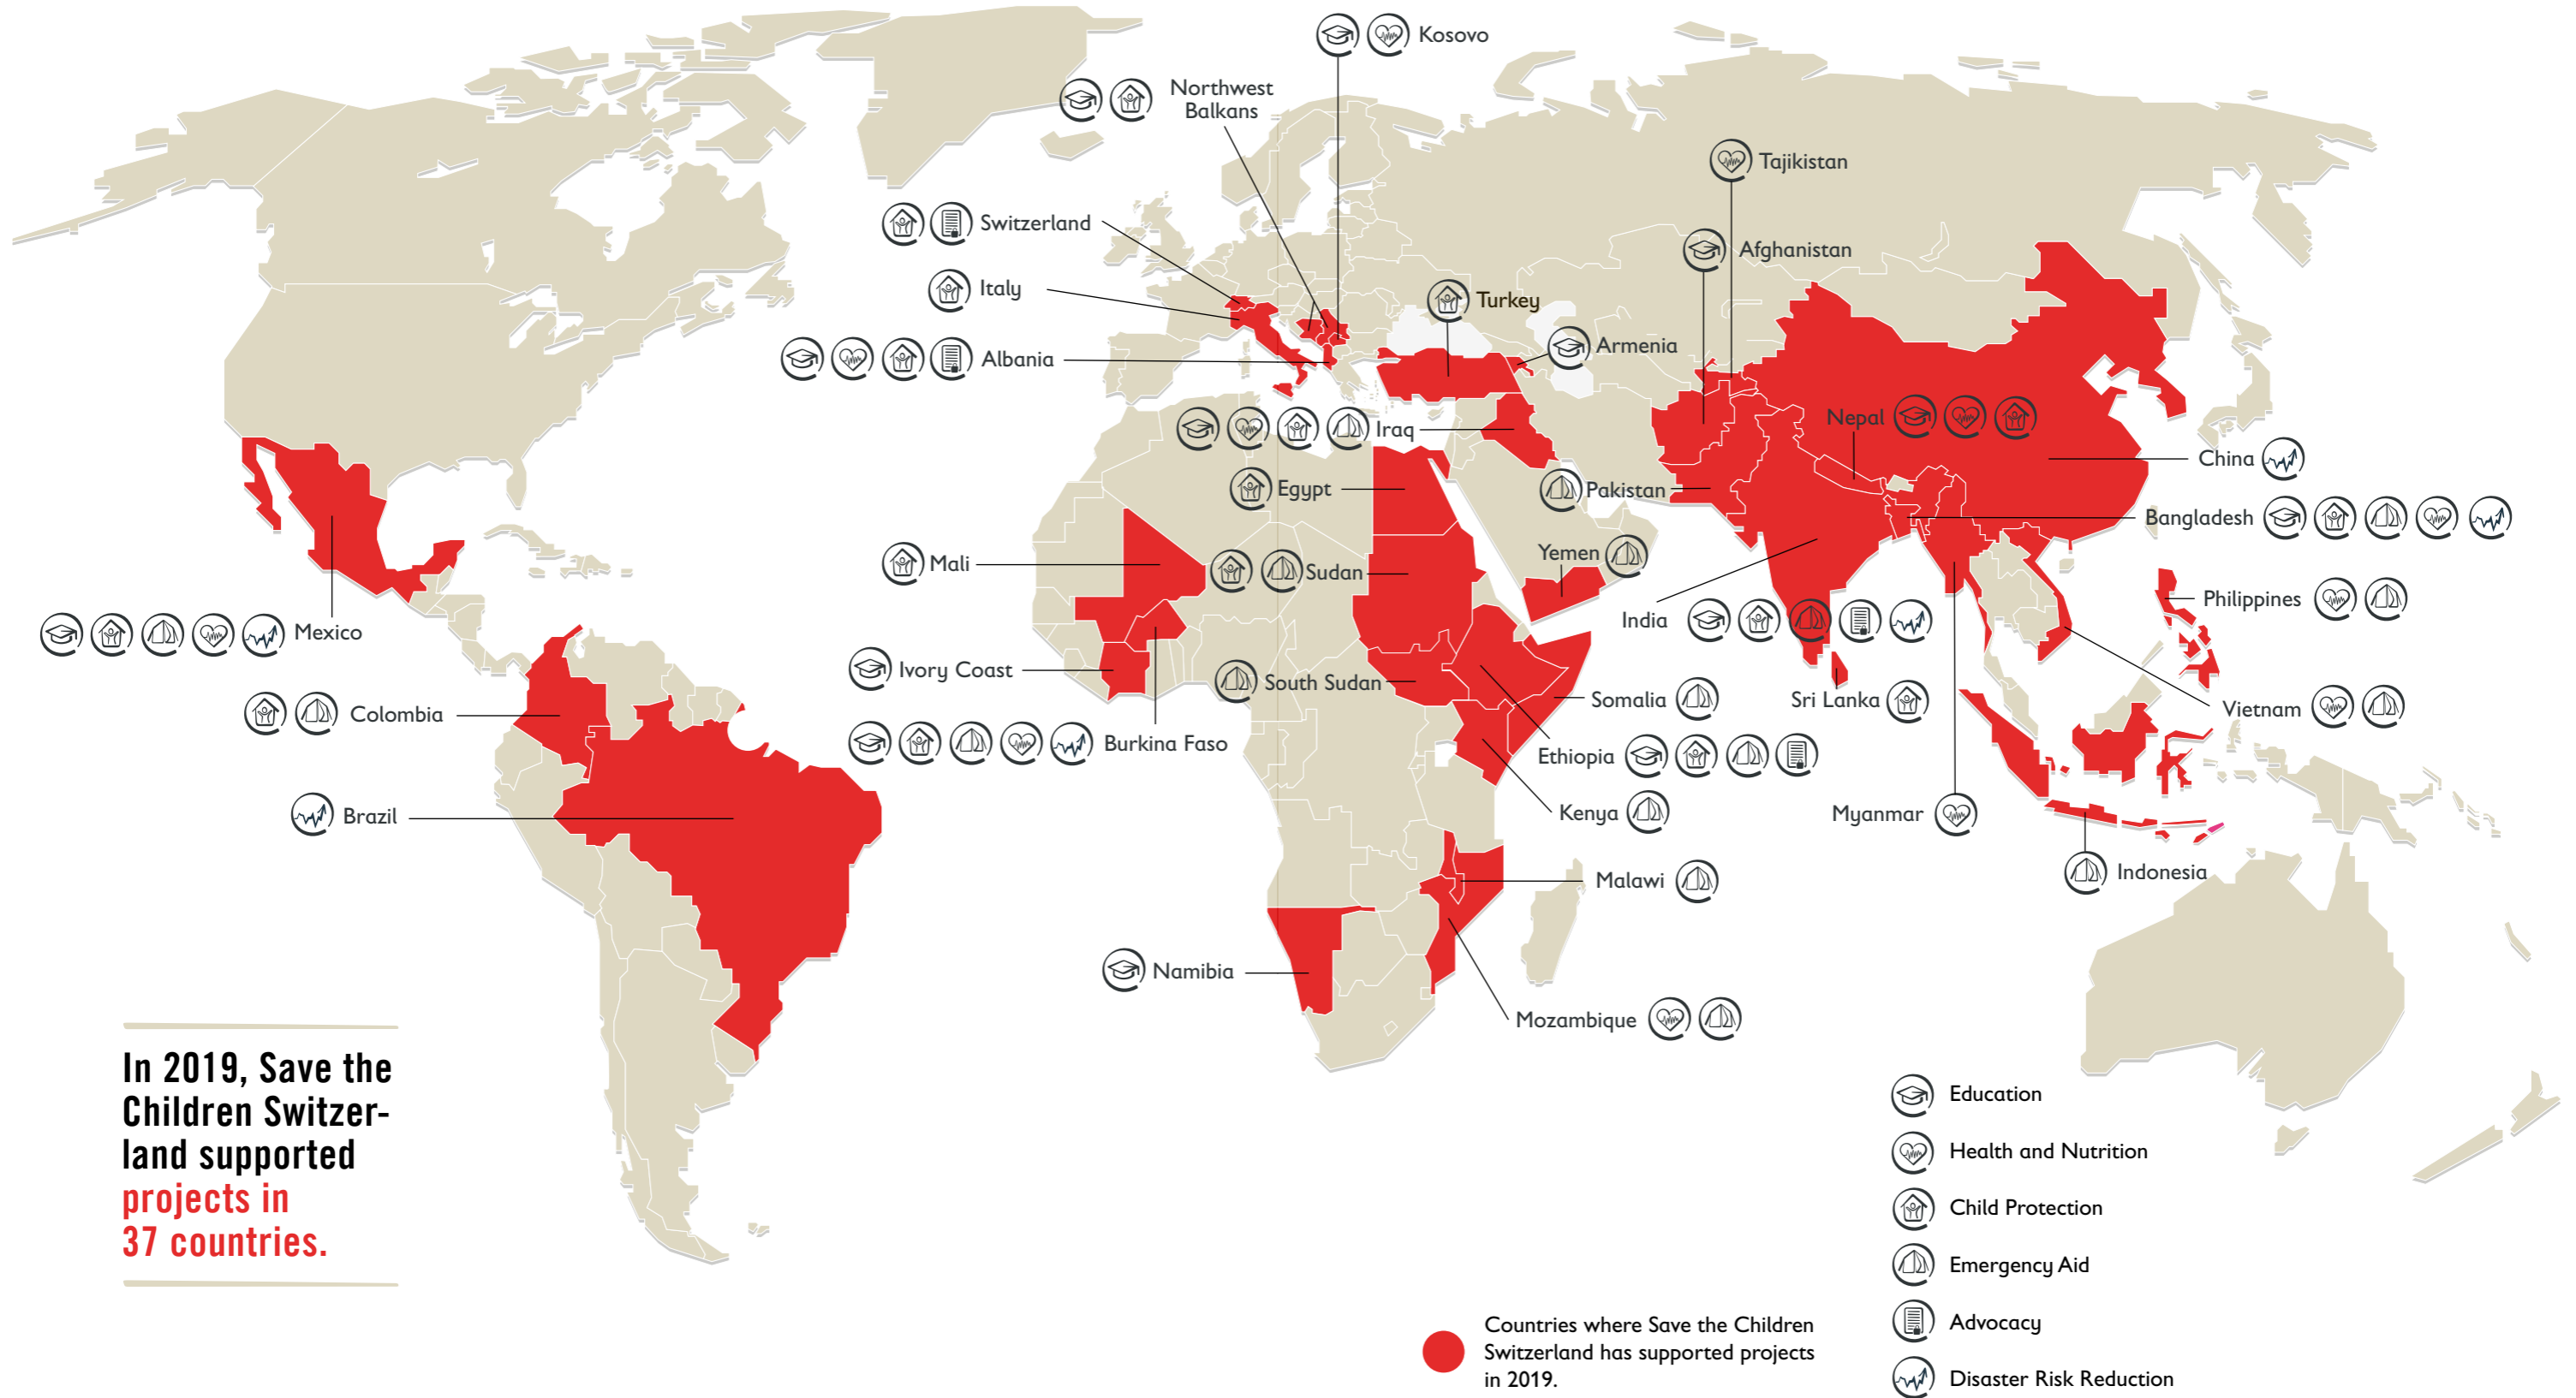 Kosovo
Northwest
Balkans
Tajikistan
Switzerland
Afghanistan
Italy
Turkey
Armenia
Albania
Nepal
Iraq
China
Egypt
Pakistan
Bangladesh
Yemen
Mali
Sudan
Philippines
India
Mexico
Ivory Coast
South Sudan
Somalia
Sri Lanka
Vietnam
Colombia
Burkina Faso
Ethiopia
Brazil
Kenya
Myanmar
Indonesia
Malawi
Namibia
Mozambique
In 2019, Save the
Children Switzer-
land supported
projects in
37 countries.
Education
Health and Nutrition
Child Protection
Emergency Aid
Advocacy
Disaster Risk Reduction
Countries where Save the Children
Switzerland has supported projects
in 2019.